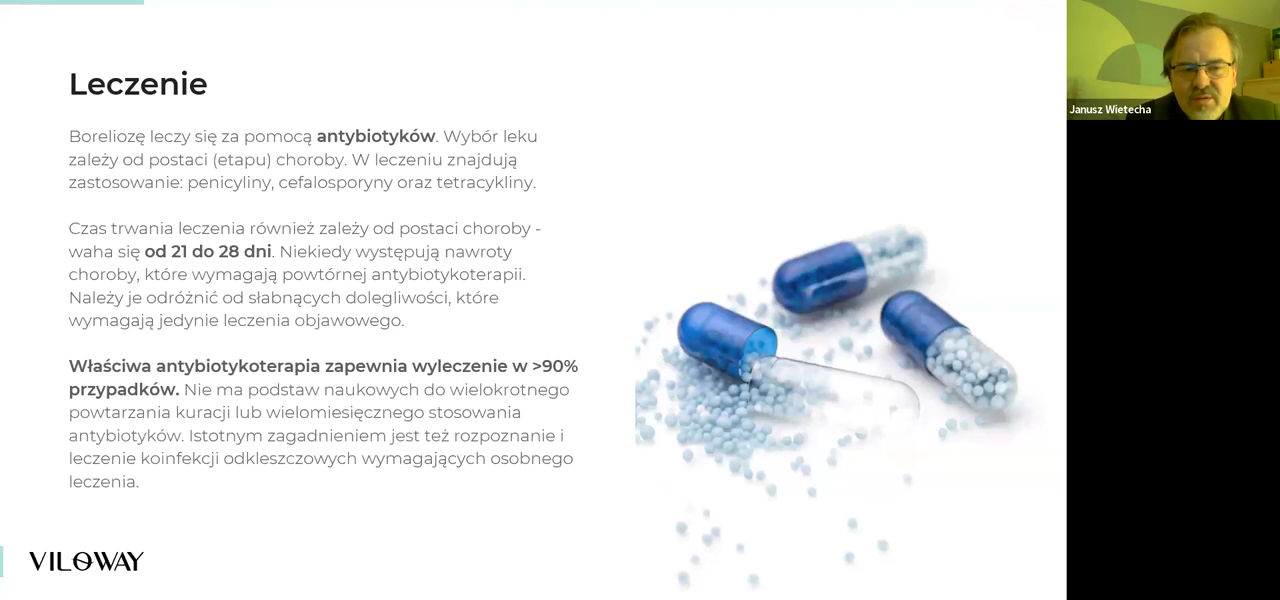 Leczenie
Boreliozę leczy się za pomocą antybiotyków. Wybór leku
zależy od postaci (etapu) choroby. W leczeniu znajdują
zastosowanie: penicyliny, cefalosporyny oraz tetracykliny.
Czas trwania leczenia również zależy od postaci choroby -
waha się od 21 do 28 dni. Niekiedy występują nawroty
choroby, które wymagają powtórnej antybiotykoterapii.
Należy je odróżnić od słabnących dolegliwości, które
wymagają jedynie leczenia objawowego.
Właściwa antybiotykoterapia zapewnia wyleczenie w >90%
przypadków. Nie ma podstaw naukowych do wielokrotnego
powtarzania kuracji lub wielomiesięcznego stosowania
antybiotyków. Istotnym zagadnieniem jest też rozpoznanie i
leczenie koinfekcji odkleszczowych wymagających osobnego
leczenia.
VILOWAY
Janusz Wietecha